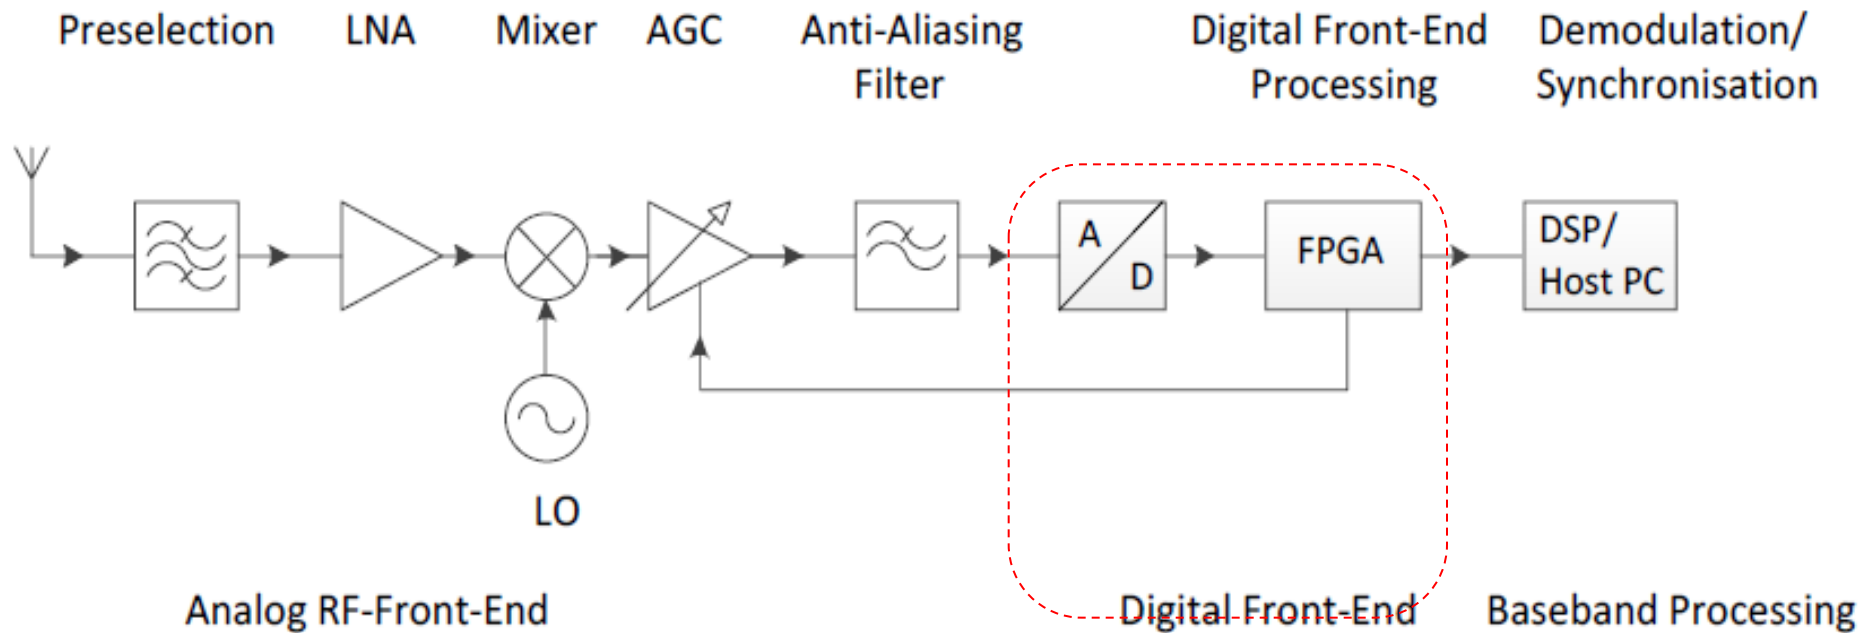 Preselection
LNA
Mixer
AGC
Anti-Aliasing
Filter
Digital Front-End
Processing
Demodulation/
Synchronisation
A
D
FPGA
DSP/
Host PC
LO
Analog RF-Front-End
Digital Front-End
Baseband Processing